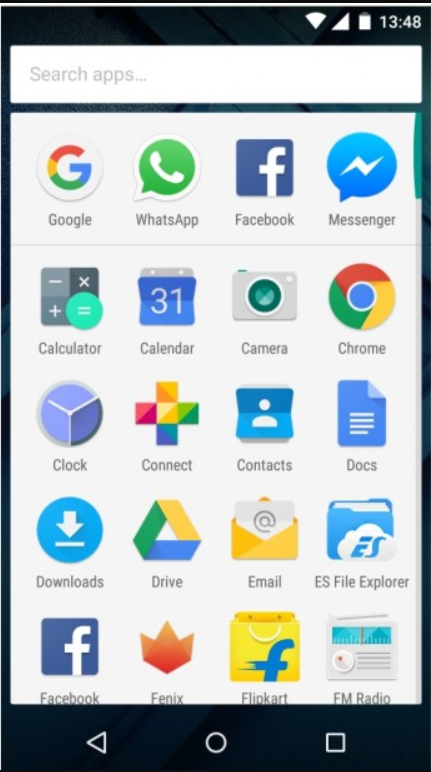 13:48
Search apps...
Google WhatsApp Facebook Messenger
31
Calculator Calendar Camera Chrome
Clock Connect Contacts Docs
@
Downloads Drive Email ES File Explorer
ES
Facebook Fenix Flipkart FM Radio